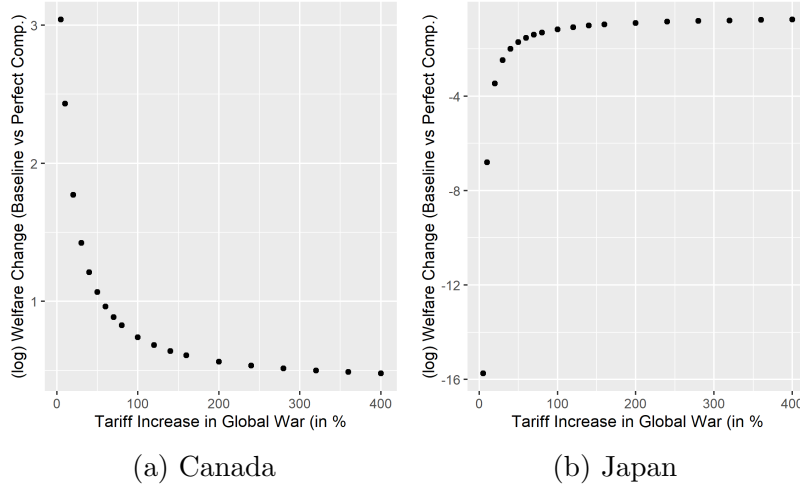 (log) Welfare Change (Baseline vs Perfect Comp.)
3
2
1
0
100
200
300
400
Tariff Increase in Global War (in %
(a) Canada
(log) Welfare Change (Baseline vs Perfect Comp.)
-4
-8
-12
-16
0
100
200
300
400
Tariff Increase in Global War (in %
(b) Japan